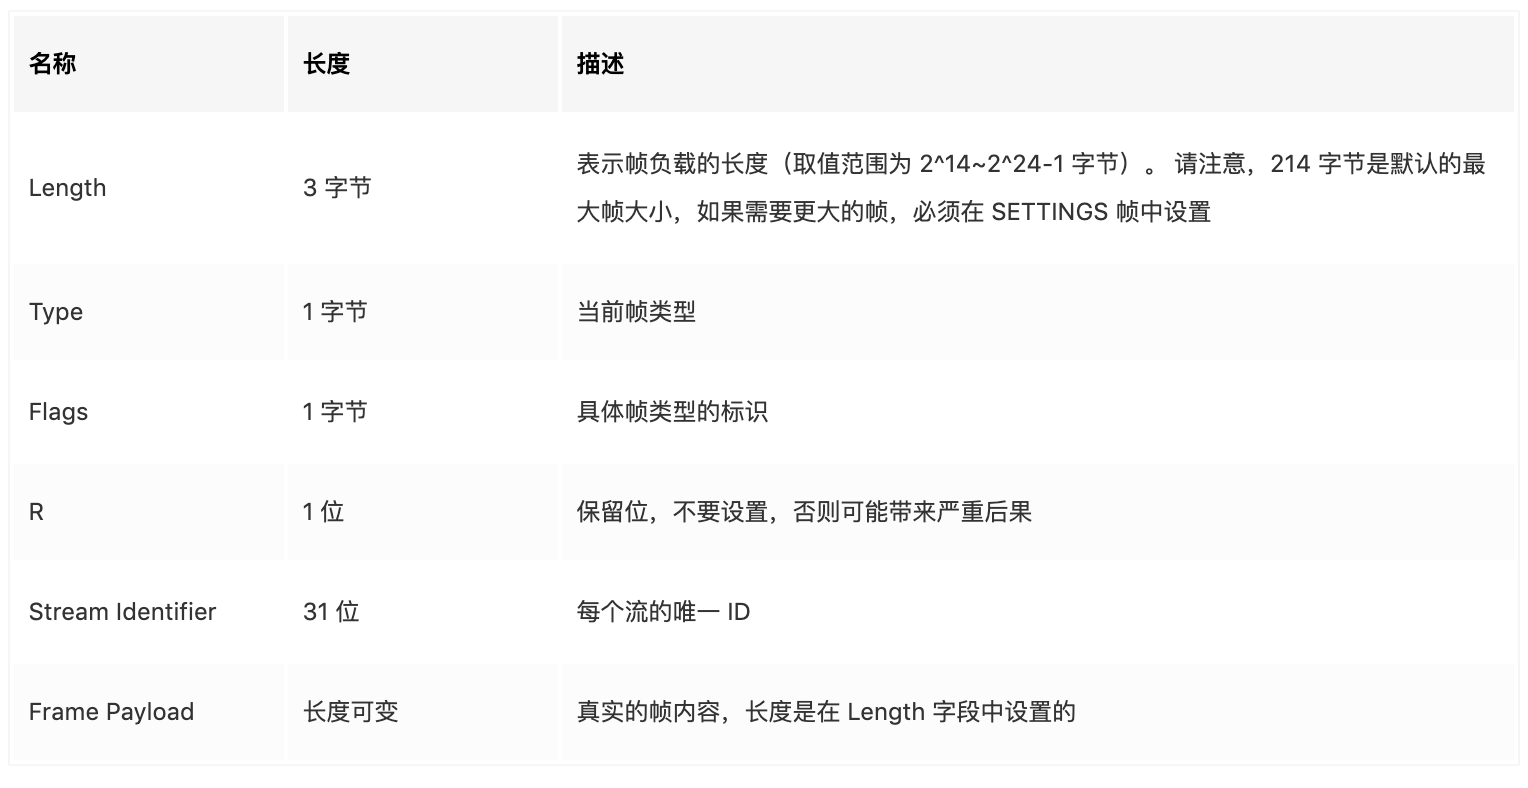 名称 长度 描述
Length 3 字节 表示帧负载的长度（取值范围为 2^14~2^24-1 字节）。 请注意，214 字节是默认的最
大帧大小，如果需要更大的帧，必须在 SETTINGS 帧中设置
Type 1 字节 当前帧类型
Flags 1 字节 具体帧类型的标识
R 1 位 保留位，不要设置，否则可能带来严重后果
Stream Identifier 31 位 每个流的唯一 ID
Frame Payload 长度可变 真实的帧内容，长度是在 Length 字段中设置的